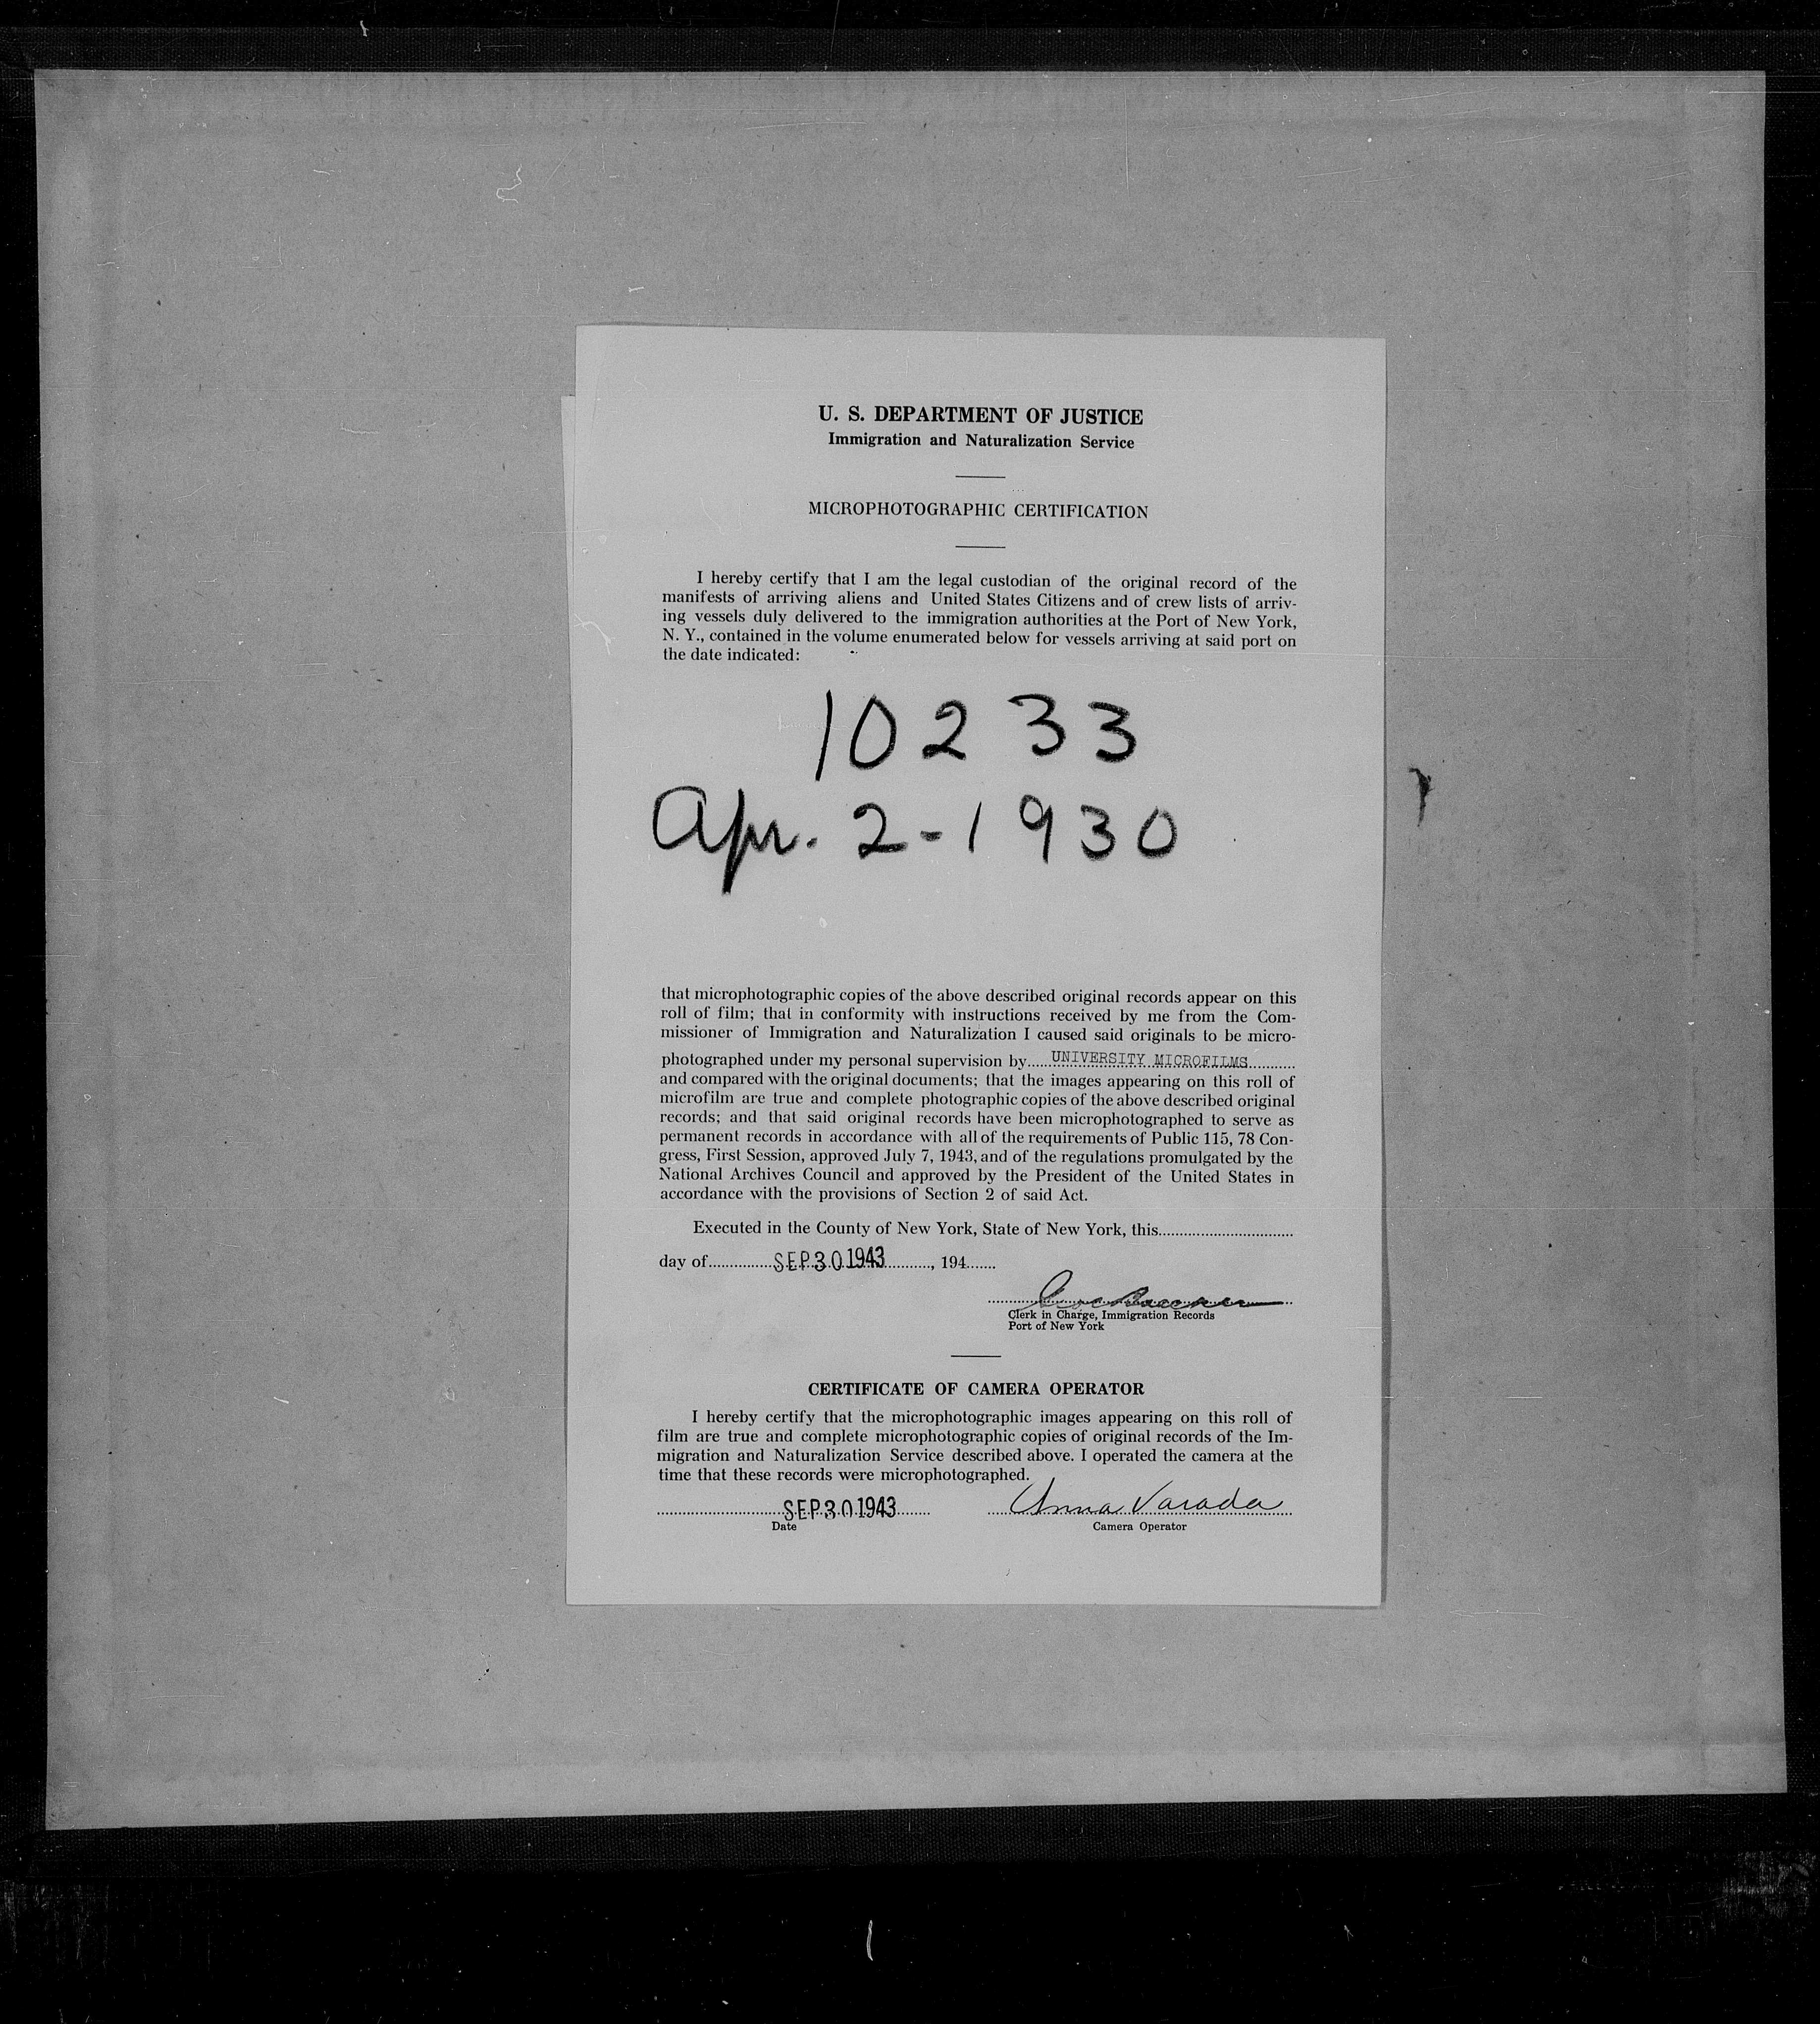 U. S. DEPARTMENT OF JUSTICE
Immigration and Naturalization Service
MICROPHOTOGRAPHIC CERTIFICATION
I hereby certify that I am the legal custodian of the original record of the
manifests of arriving aliens and United States Citizens and of crew lists of arriv-
ing vessels duly delivered to the immigration authorities at the Port of New York,
N. Y., contained in the volume enumerated below for vessels arriving at said port on
the date indicated:
10233
Apr. 2-1930
that microphotographic copies of the above described original records appear on this
roll of film; that in conformity with instructions received by me from the Com-
missioner of Immigration and Naturalization I caused said originals to be micro-
photographed under my personal supervision by UNIVERSITY MICROFILMS
and compared with the original documents; that the images appearing on this roll of
microfilm are true and complete photographic copies of the above described original
records; and that said original records have been microphotographed to serve as
permanent records in accordance with all of the requirements of Public 115, 78 Con-
gress, First Session, approved July 7, 1943, and of the regulations promulgated by the
National Archives Council and approved by the President of the United States in
accordance with the provisions of Section 2 of said Act.
Executed in the County of New York, State of New York, this
day of SEP 30 1943, 194
Clerk in Charge, Immigration Records
Port of New York
CERTIFICATE OF CAMERA OPERATOR
I hereby certify that the microphotographic images appearing on this roll of
film are true and complete microphotographic copies of original records of the Im-
migration and Naturalization Service described above. I operated the camera at the
time that these records were microphotographed.
SEP 30 1943 Anna Varada
Date Camera Operator